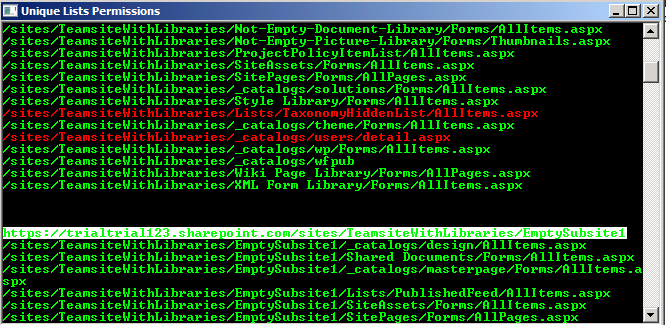 Unique Lists Permissions
/sites/TeamsiteWithLibraries/Not-Empty-Document-Library/Forms/AllItems.aspx
/sites/TeamsiteWithLibraries/Not-Empty-Picture-Library/Forms/Thumbnails.aspx
/sites/TeamsiteWithLibraries/ProjectPolicyItemList/AllItems.aspx
/sites/TeamsiteWithLibraries/SiteAssets/Forms/AllItems.aspx
/sites/TeamsiteWithLibraries/SitePages/Forms/AllPages.aspx
/sites/TeamsiteWithLibraries/_catalogs/solutions/Forms/AllItems.aspx
/sites/TeamsiteWithLibraries/Style Library/Forms/AllItems.aspx
/sites/TeamsiteWithLibraries/Lists/TaxonomyHiddenList/AllItems.aspx
/sites/TeamsiteWithLibraries/_catalogs/theme/Forms/AllItems.aspx
/sites/TeamsiteWithLibraries/_catalogs/users/detail.aspx
/sites/TeamsiteWithLibraries/_catalogs/wp/Forms/AllItems.aspx
/sites/TeamsiteWithLibraries/_catalogs/wfpub
/sites/TeamsiteWithLibraries/Wiki Page Library/Forms/AllPages.aspx
/sites/TeamsiteWithLibraries/XML Form Library/Forms/AllItems.aspx
https://trialtrial123.sharepoint.com/sites/TeamsiteWithLibraries/EmptySubsite1
/sites/TeamsiteWithLibraries/EmptySubsite1/_catalogs/design/AllItems.aspx
/sites/TeamsiteWithLibraries/EmptySubsite1/Shared Documents/Forms/AllItems.aspx
/sites/TeamsiteWithLibraries/EmptySubsite1/_catalogs/masterpage/Forms/AllItems.a
spx
/sites/TeamsiteWithLibraries/EmptySubsite1/Lists/PublishedFeed/AllItems.aspx
/sites/TeamsiteWithLibraries/EmptySubsite1/SiteAssets/Forms/AllItems.aspx
/sites/TeamsiteWithLibraries/EmptySubsite1/SitePages/Forms/AllPages.aspx